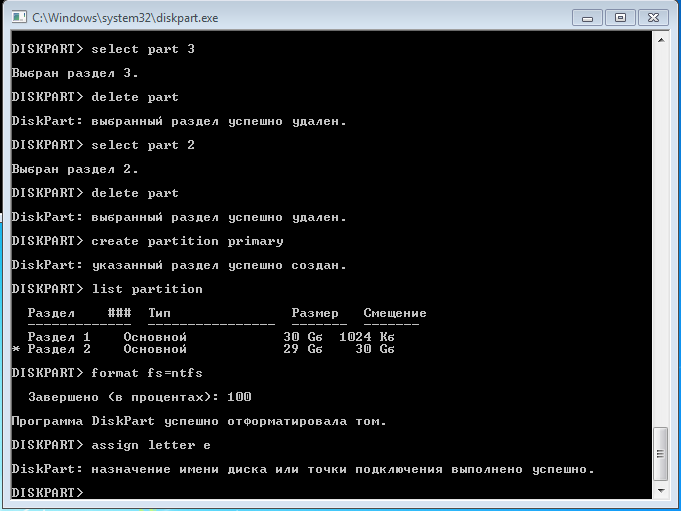 C:\Windows\system32\diskpart.exe
DISKPART> select part 3
Выбран раздел 3.
DISKPART> delete part
DiskPart: выбранный раздел успешно удален.
DISKPART> select part 2
Выбран раздел 2.
DISKPART> delete part
DiskPart: выбранный раздел успешно удален.
DISKPART> create partition primary
DiskPart: указанный раздел успешно создан.
DISKPART> list partition
Раздел ### Тип Размер Смещение
------------- ---------------- ------- -------
Раздел 1 Основной 30 Gб 1024 Kб
* Раздел 2 Основной 29 Gб 30 Gб
DISKPART> format fs=ntfs
Завершено (в процентах): 100
Программа DiskPart успешно отформатировала том.
DISKPART> assign letter e
DiskPart: назначение имени диска или точки подключения выполнено успешно.
DISKPART>